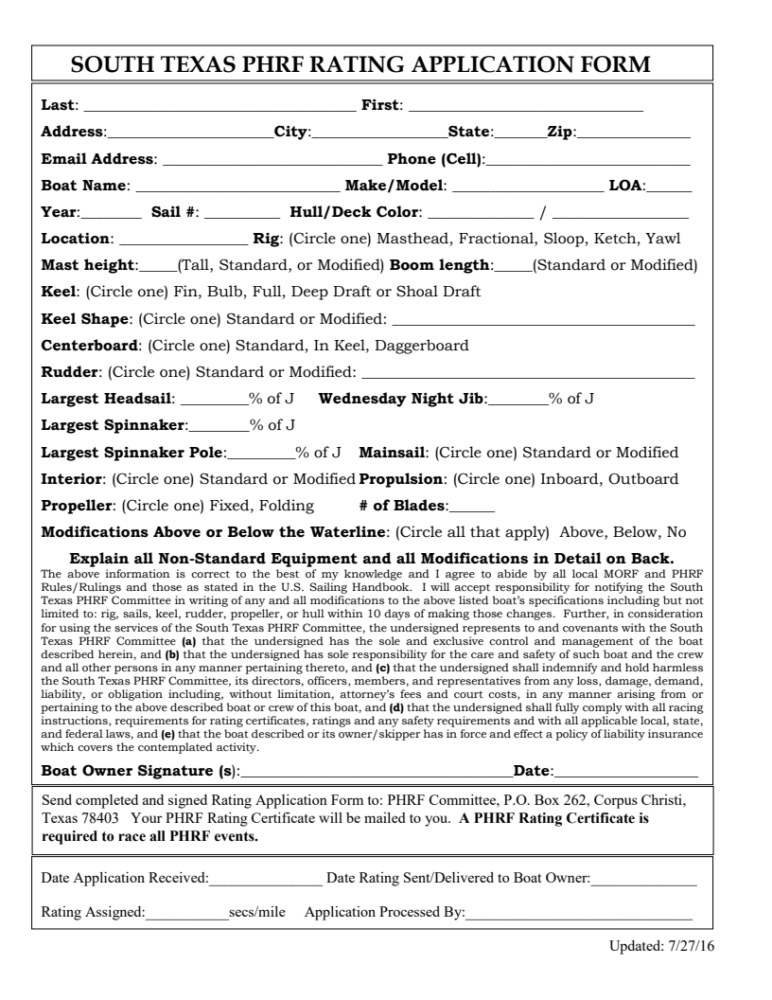 SOUTH TEXAS PHRF RATING APPLICATION FORM
Last: ____________________________________ First: _______________________________
Address:______________________City:__________________State:_______Zip:_______________
Email Address: _____________________________ Phone (Cell):___________________________
Boat Name: ___________________________ Make/Model: ____________________ LOA:______
Year:________ Sail #: __________ Hull/Deck Color: ______________ / __________________
Location: _________________ Rig: (Circle one) Masthead, Fractional, Sloop, Ketch, Yawl
Mast height:_____(Tall, Standard, or Modified) Boom length:_____(Standard or Modified)
Keel: (Circle one) Fin, Bulb, Full, Deep Draft or Shoal Draft
Keel Shape: (Circle one) Standard or Modified: ________________________________________
Centerboard: (Circle one) Standard, In Keel, Daggerboard
Rudder: (Circle one) Standard or Modified: ____________________________________________
Largest Headsail: _________% of J Wednesday Night Jib:________% of J
Largest Spinnaker:________% of J
Largest Spinnaker Pole:_________% of J Mainsail: (Circle one) Standard or Modified
Interior: (Circle one) Standard or Modified Propulsion: (Circle one) Inboard, Outboard
Propeller: (Circle one) Fixed, Folding # of Blades:______
Modifications Above or Below the Waterline: (Circle all that apply) Above, Below, No
Explain all Non-Standard Equipment and all Modifications in Detail on Back.
The above information is correct to the best of my knowledge and I agree to abide by all local MORF and PHRF
Rules/Rulings and those as stated in the U.S. Sailing Handbook. I will accept responsibility for notifying the South
Texas PHRF Committee in writing of any and all modifications to the above listed boat's specifications including but not
limited to: rig, sails, keel, rudder, propeller, or hull within 10 days of making those changes. Further, in consideration
for using the services of the South Texas PHRF Committee, the undersigned represents to and covenants with the South
Texas PHRF Committee (a) that the undersigned has the sole and exclusive control and management of the boat
described herein, and (b) that the undersigned has sole responsibility for the care and safety of such boat and the crew
and all other persons in any manner pertaining thereto, and (c) that the undersigned shall indemnify and hold harmless
the South Texas PHRF Committee, its directors, officers, members, and representatives from any loss, damage, demand,
liability, or obligation including, without limitation, attorney's fees and court costs, in any manner arising from or
pertaining to the above described boat or crew of this boat, and (d) that the undersigned shall fully comply with all racing
instructions, requirements for rating certificates, ratings and any safety requirements and with all applicable local, state,
and federal laws, and (e) that the boat described or its owner/skipper has in force and effect a policy of liability insurance
which covers the contemplated activity.
Boat Owner Signature (s):____________________________________Date:___________________
Send completed and signed Rating Application Form to: PHRF Committee, P.O. Box 262, Corpus Christi,
Texas 78403 Your PHRF Rating Certificate will be mailed to you. A PHRF Rating Certificate is
required to race all PHRF events.
Date Application Received:_______________ Date Rating Sent/Delivered to Boat Owner:______________
Rating Assigned:___________secs/mile Application Processed By:______________________________
Updated: 7/27/16